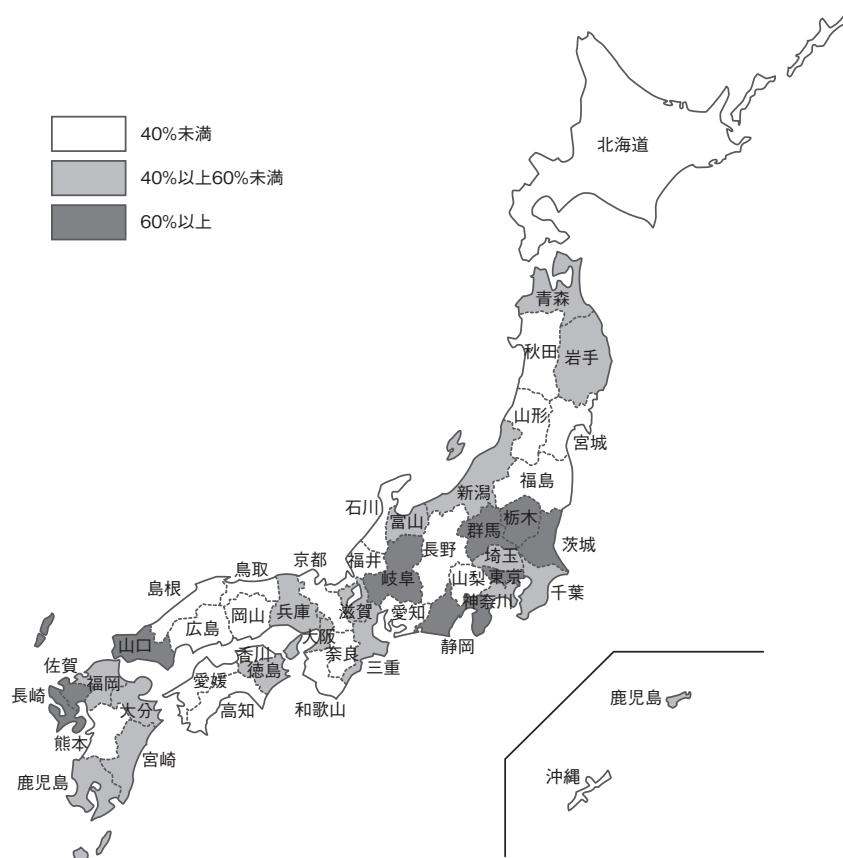 40%未満
40%以上60%未満
60%以上
北海道
青森
秋田
岩手
山形
宮城
福島
新潟
石川
富山
群馬
栃木
茨城
長野
埼玉
福井
京都
岐阜
山梨
東京
千葉
鳥取
島根
神奈川
滋賀
愛知
兵庫
岡山
広島
静岡
大阪
山口
奈良
香川
三重
佐賀
徳島
愛媛
福岡
長崎
大分
高知
和歌山
熊本
宮崎
鹿児島
鹿児島
沖縄